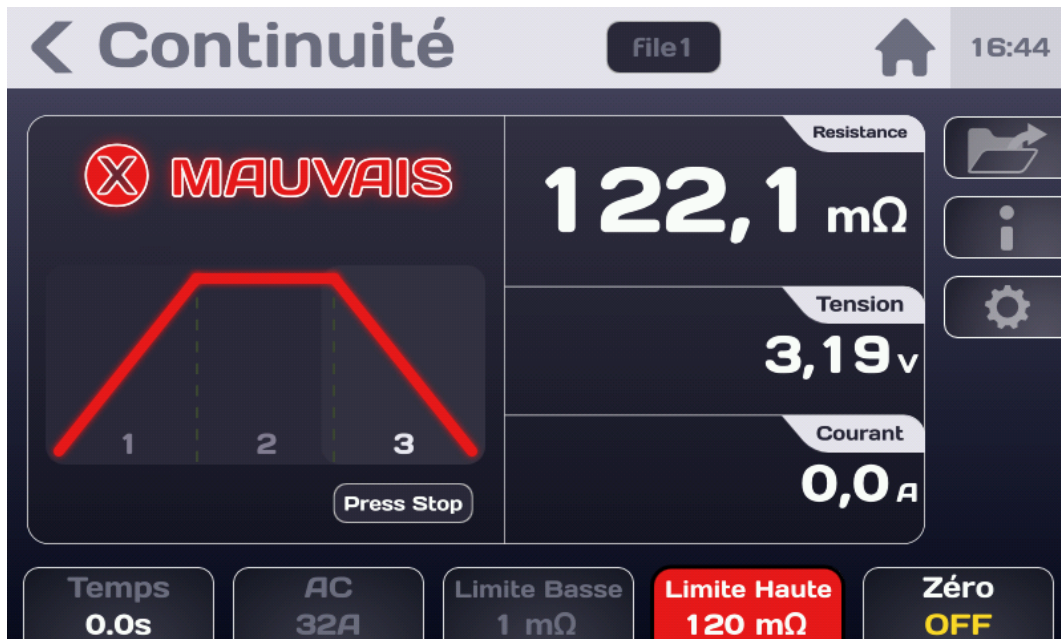 Continuité
File1
16:44
MAUVAIS
Resistance
122,1 mΩ
Tension
3,19 V
Courant
0,0 A
1 2 3
Press Stop
Temps
0.0s
AC
32A
Limite Basse
1 mΩ
Limite Haute
120 mΩ
Zéro
OFF